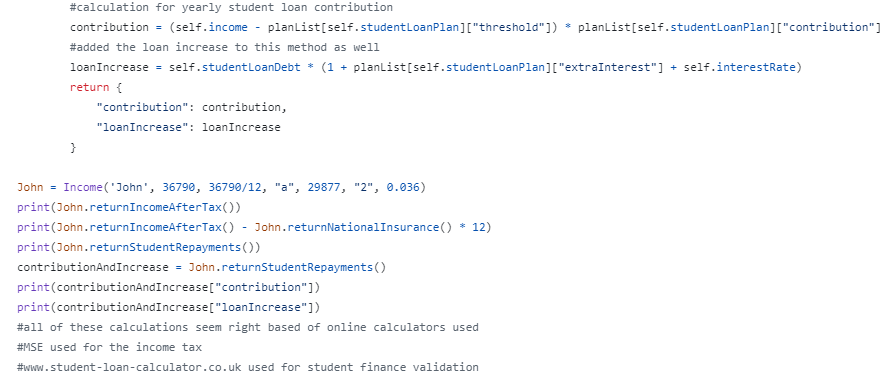 #calculation for yearly student loan contribution
contribution = (self.income - planList[self.studentLoanPlan]["threshold"]) * planList[self.studentLoanPlan]["contribution"]
#added the loan increase to this method as well
loanIncrease = self.studentLoanDebt * (1 + planList[self.studentLoanPlan]["extraInterest"] + self.interestRate)
return {
"contribution": contribution,
"loanIncrease": loanIncrease
}
John = Income('John', 36790, 36790/12, "a", 29877, "2", 0.036)
print(John.returnIncomeAfterTax())
print(John.returnIncomeAfterTax() - John.returnNationalInsurance() * 12)
print(John.returnStudentRepayments())
contributionAndIncrease = John.returnStudentRepayments()
print(contributionAndIncrease["contribution"])
print(contributionAndIncrease["loanIncrease"])
#all of these calculations seem right based of online calculators used
#MSE used for the income tax
#www.student-loan-calculator.co.uk used for student finance validation